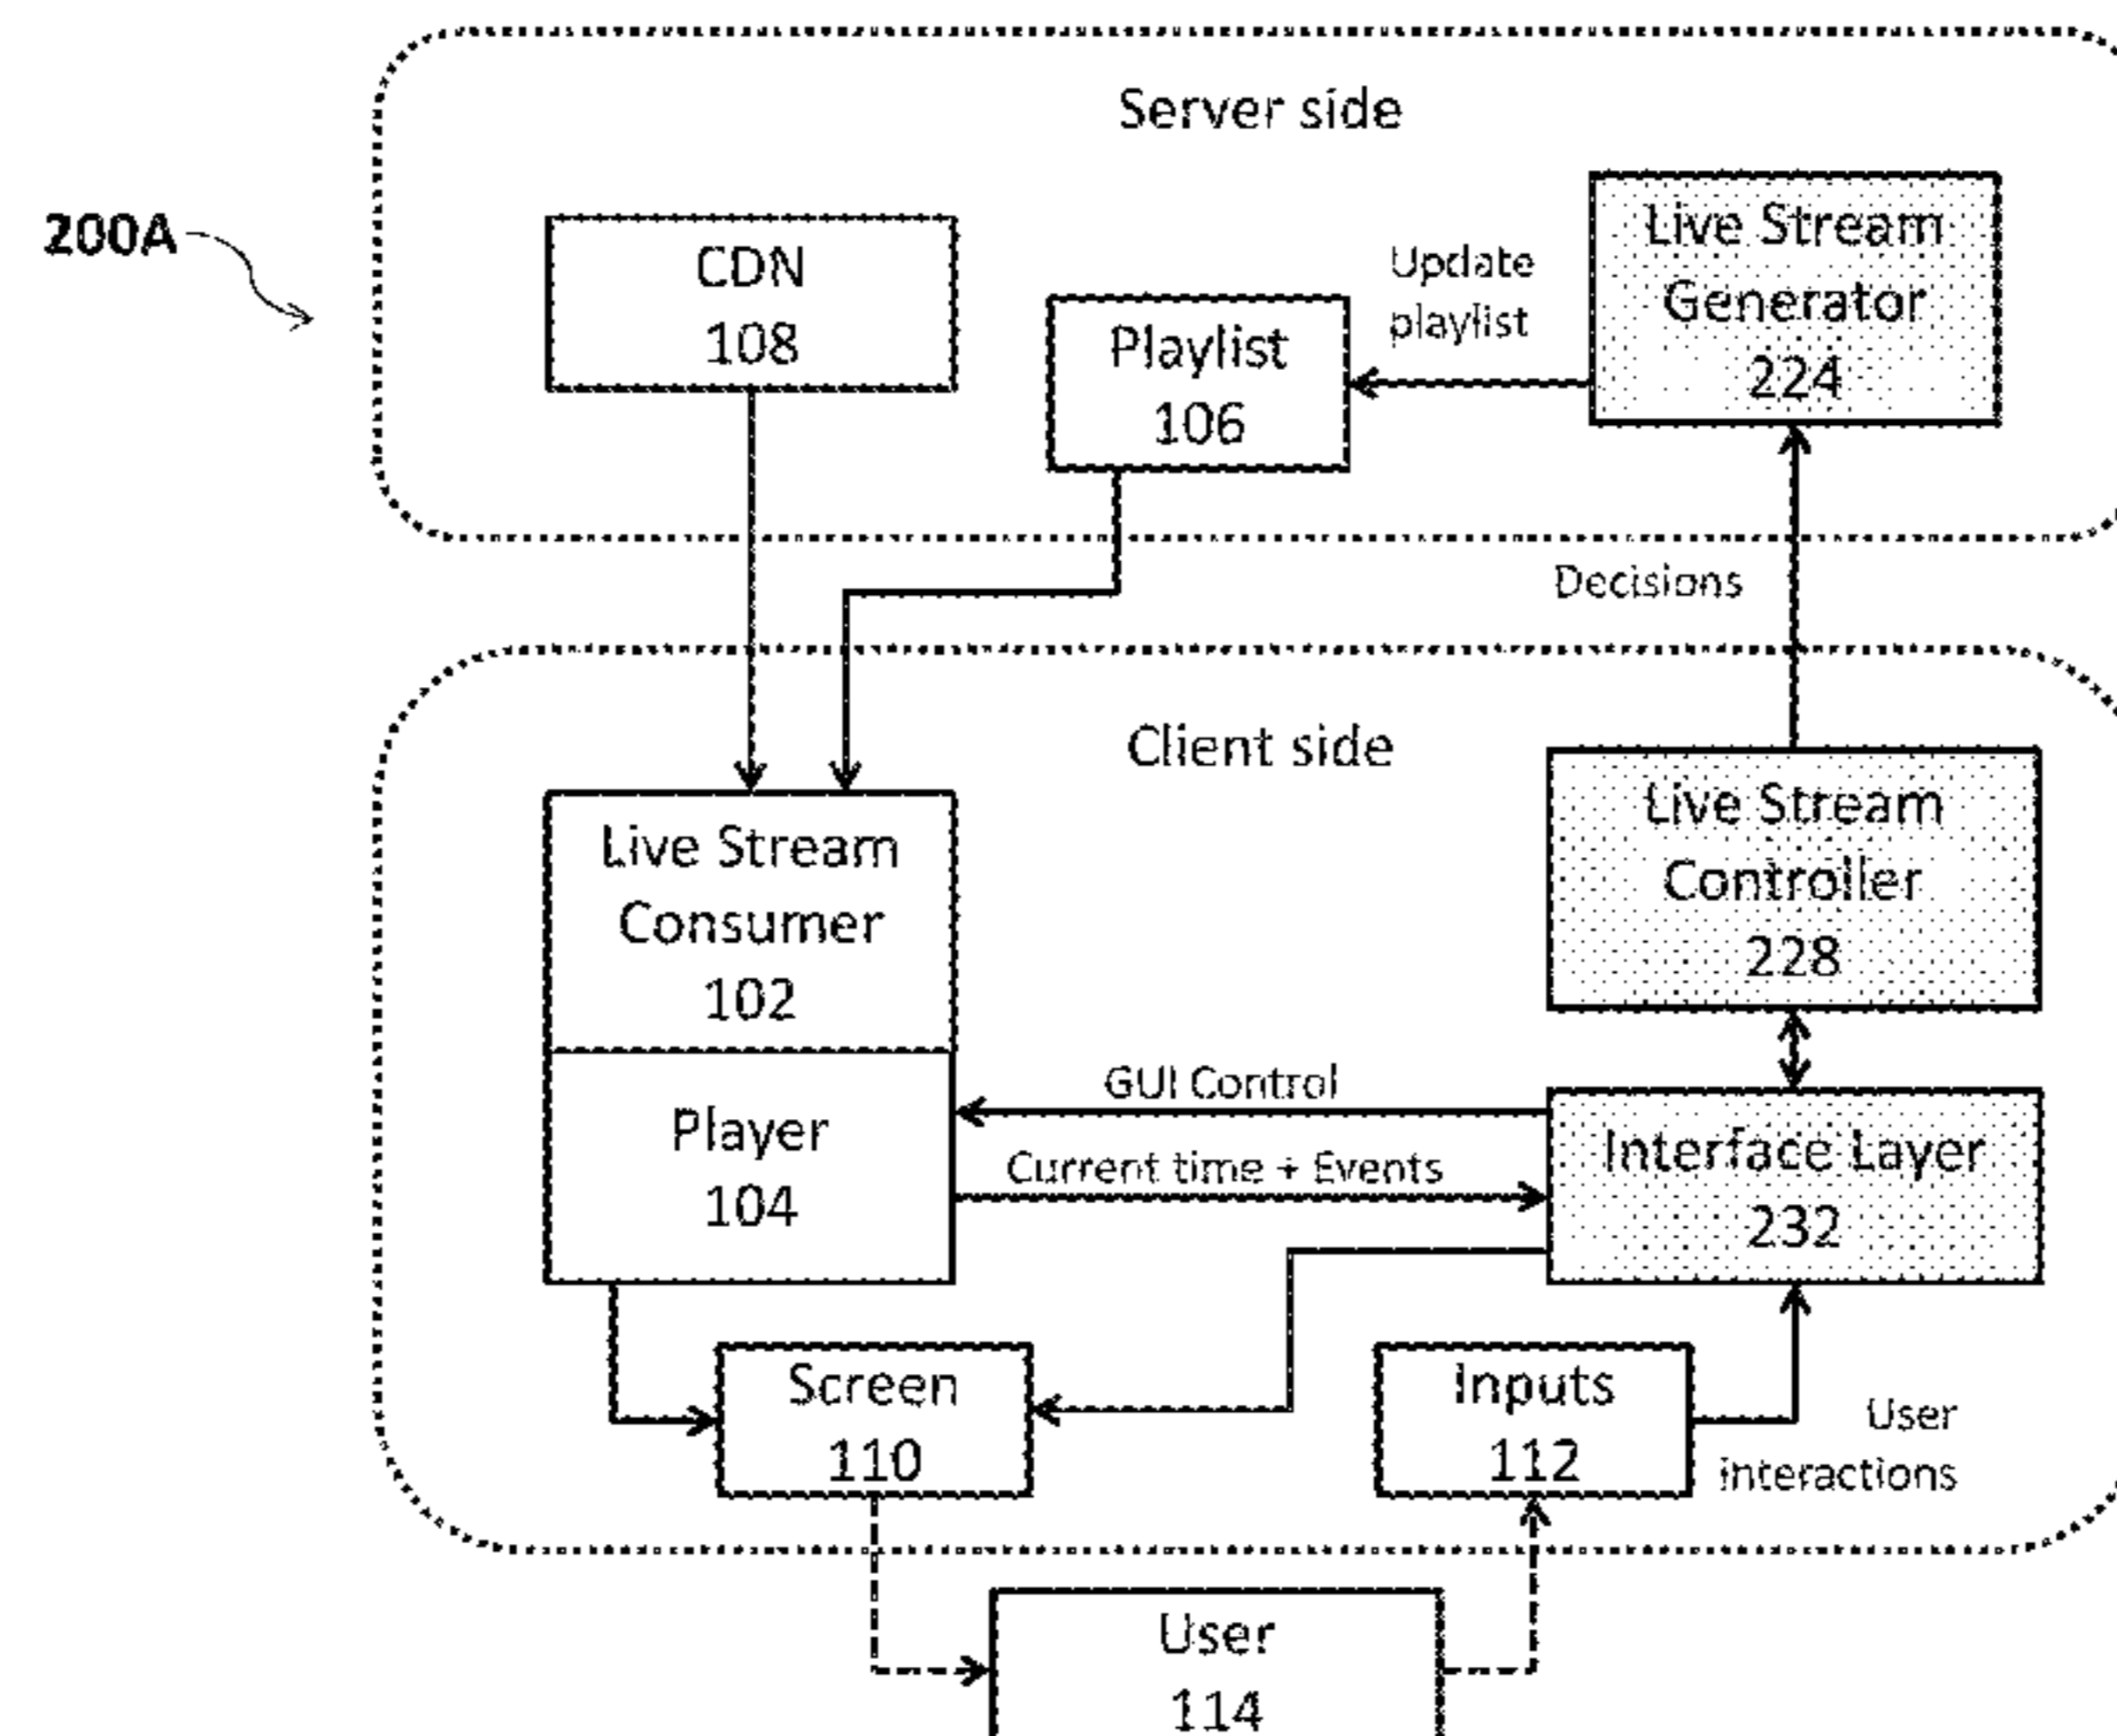 Server side
200A
CDN
108
Playlist
106
Update
playlist
Live Stream
Generator
224
Decisions
Client side
Live Stream
Consumer
102
Player
104
Live Stream
Controller
228
GUI Control
Current time + Events
Interface Layer
232
Screen
110
Inputs
112
User
interactions
User
114